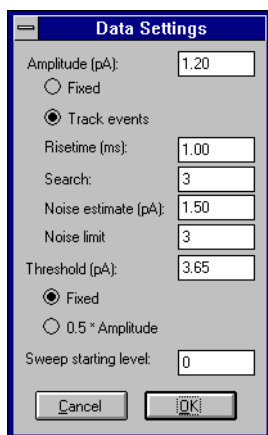 Data Settings
Amplitude (pA): 1.20
Fixed
Track events
Risetime (ms): 1.00
Search: 3
Noise estimate (pA): 1.50
Noise limit 3
Threshold (pA): 3.65
Fixed
0.5 * Amplitude
Sweep starting level: 0
Cancel OK